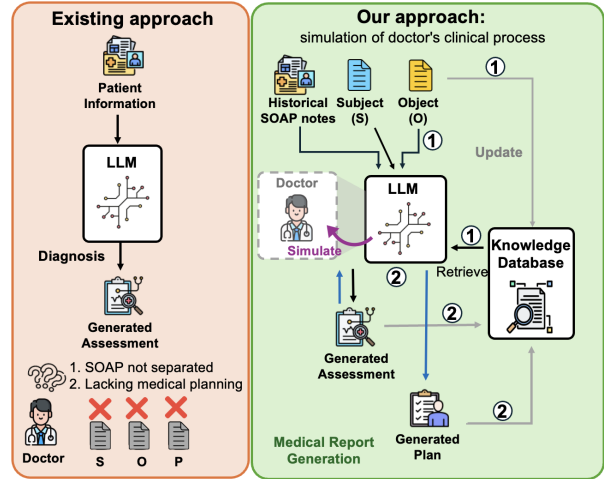 Existing approach
Patient
Information
LLM
Diagnosis
Generated
Assessment
1. SOAP not separated
2. Lacking medical planning
Doctor
S
O
P
Our approach:
simulation of doctor's clinical process
Historical
SOAP notes
Subject
(S)
Object
(O)
1
1
Update
Doctor
LLM
Simulate
1
Retrieve
Knowledge
Database
2
2
Generated
Assessment
2
Generated
Plan
Medical Report
Generation